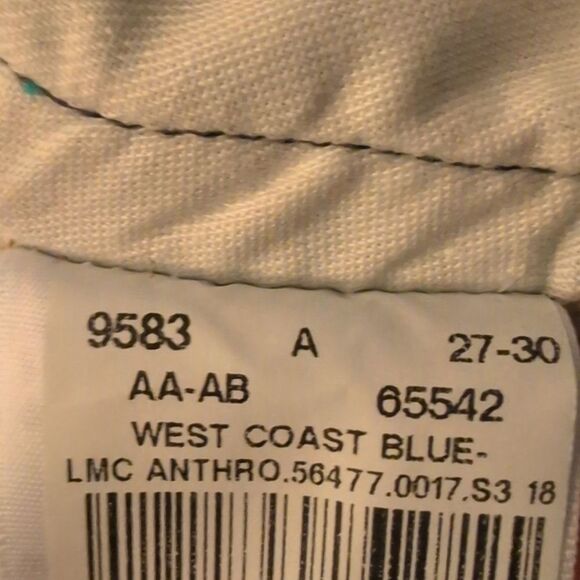 9583 A 27-30
AA-AB 65542
WEST COAST BLUE-
LMC ANTHRO.56477.0017.S3 18